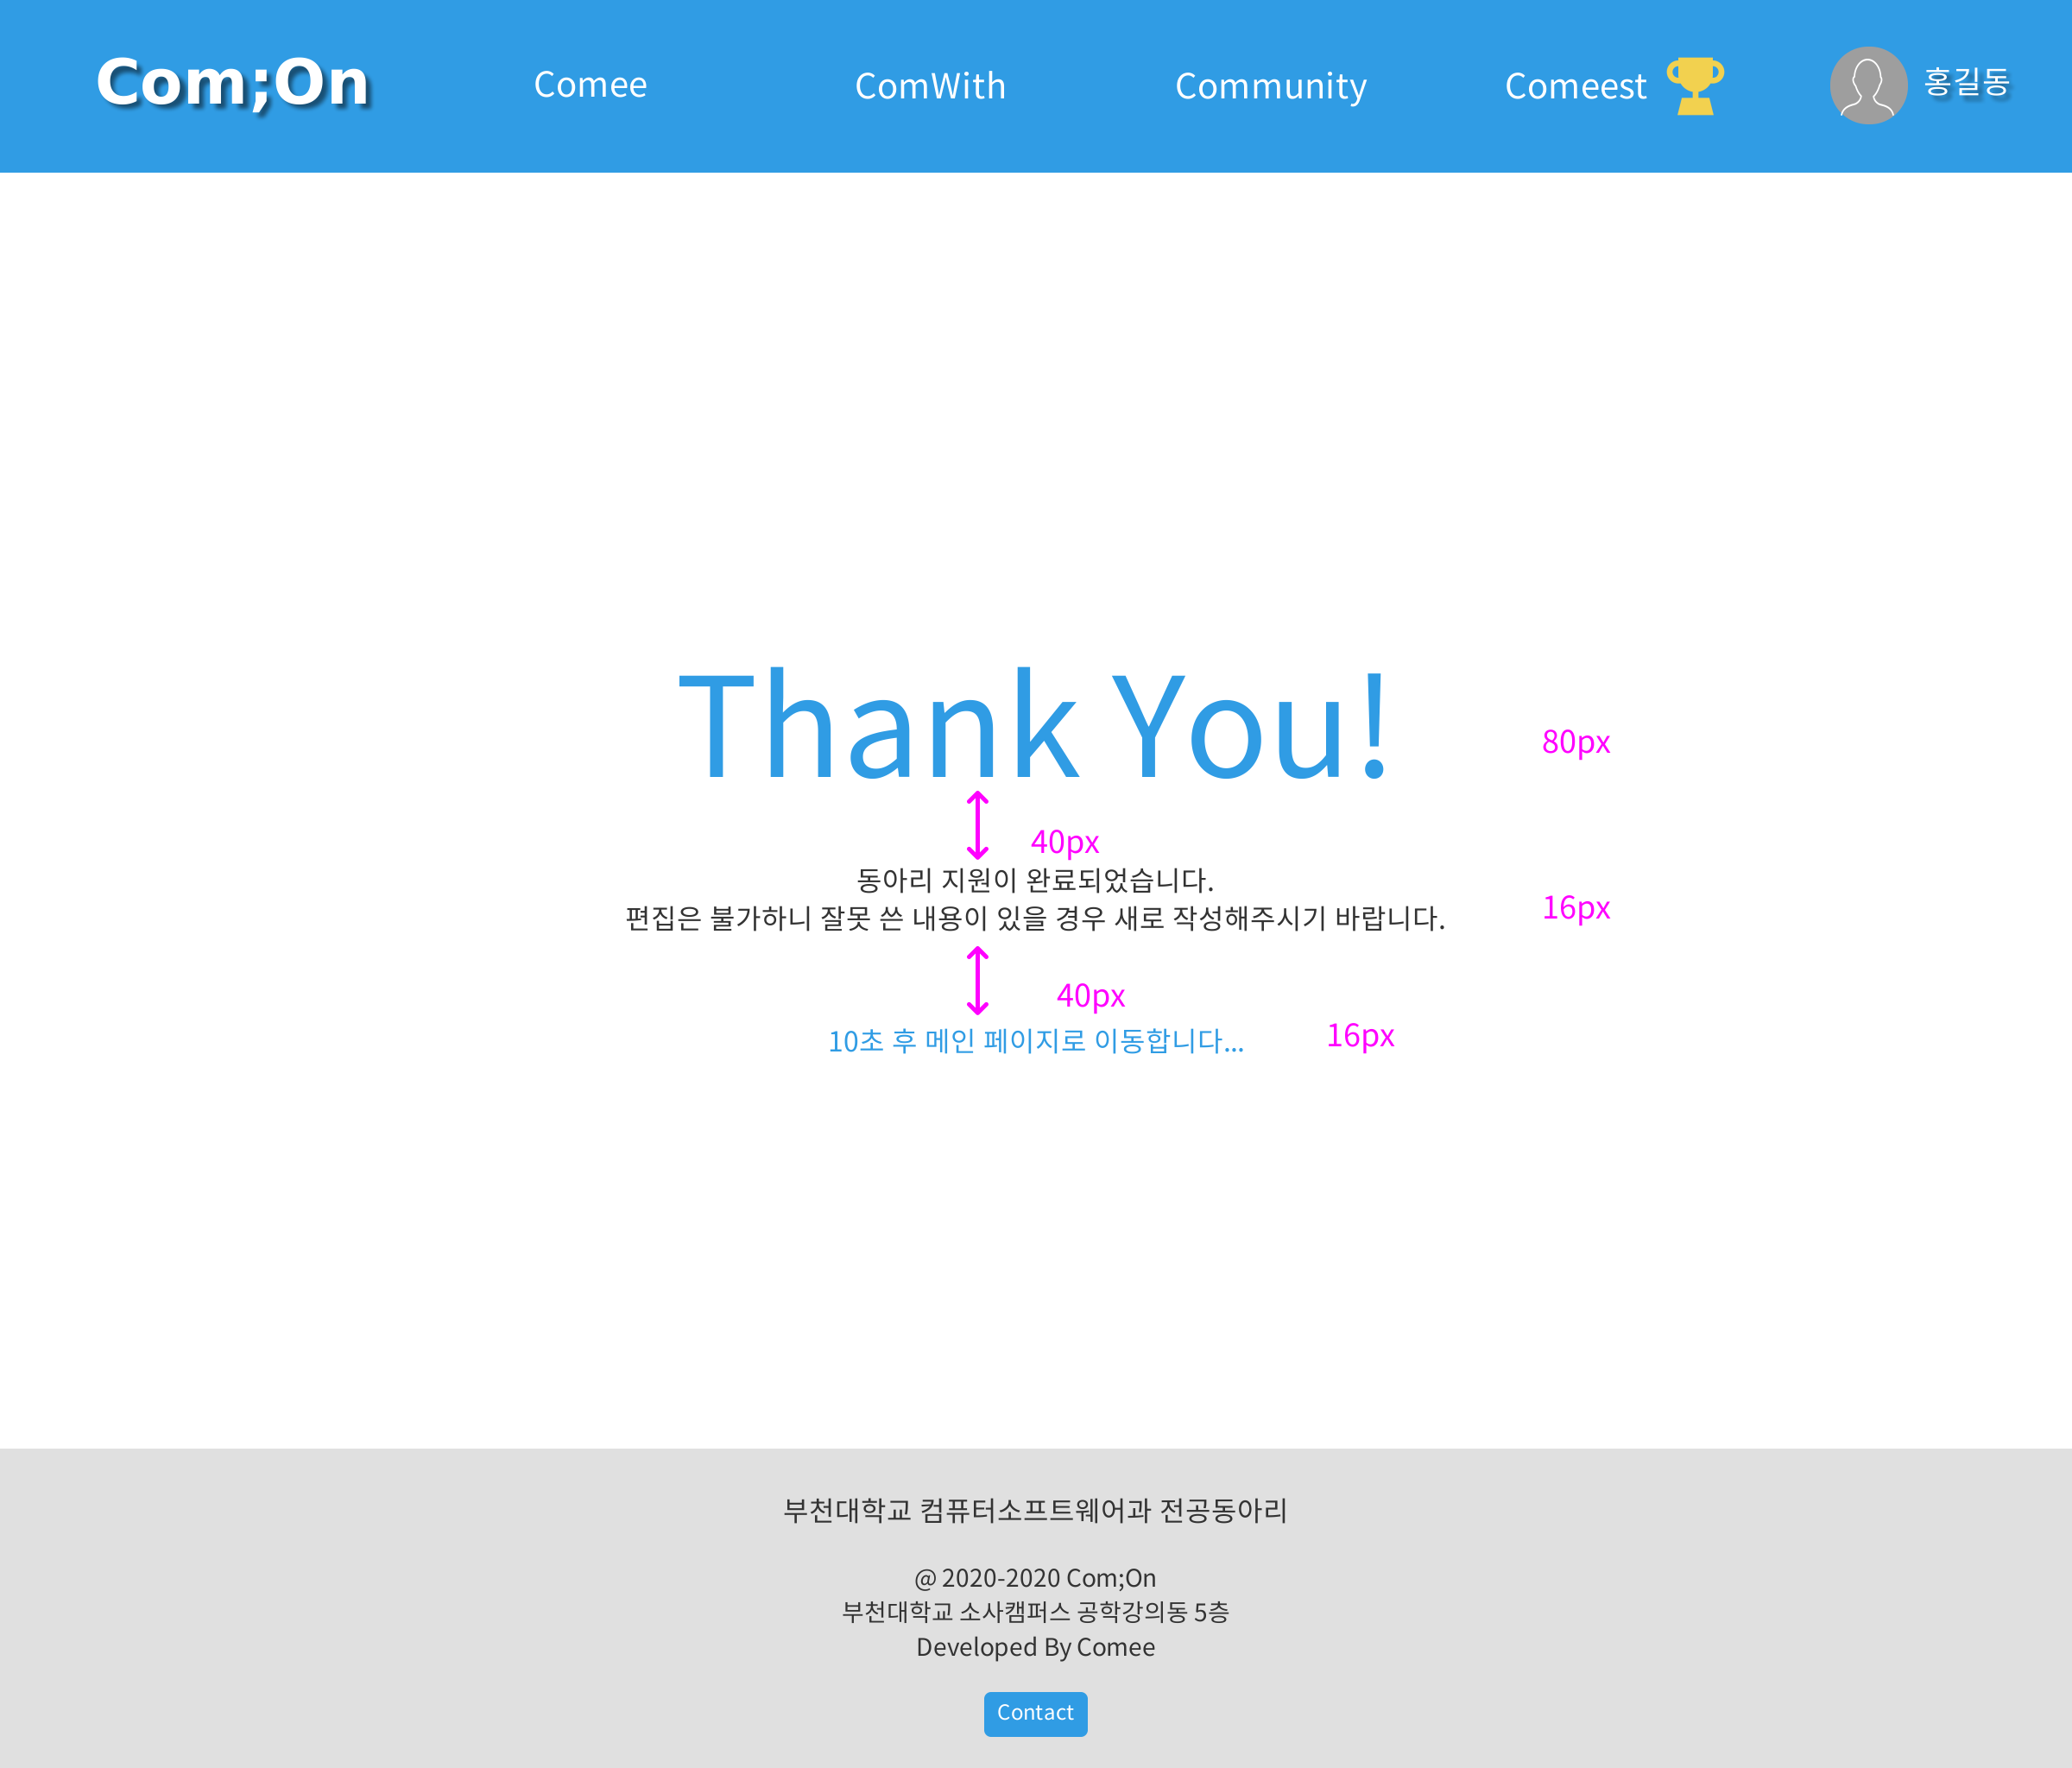 Com;On
Comee
ComWith
Community
Comeest
홍길동
Thank You!
80px
40px
동아리 지원이 완료되었습니다.
편집은 불가하니 잘못 쓴 내용이 있을 경우 새로 작성해주시기 바랍니다.
16px
40px
10초 후 메인 페이지로 이동합니다...
16px
부천대학교 컴퓨터소프트웨어과 전공동아리
@ 2020-2020 Com;On
부천대학교 소사캠퍼스 공학강의동 5층
Developed By Comee
Contact